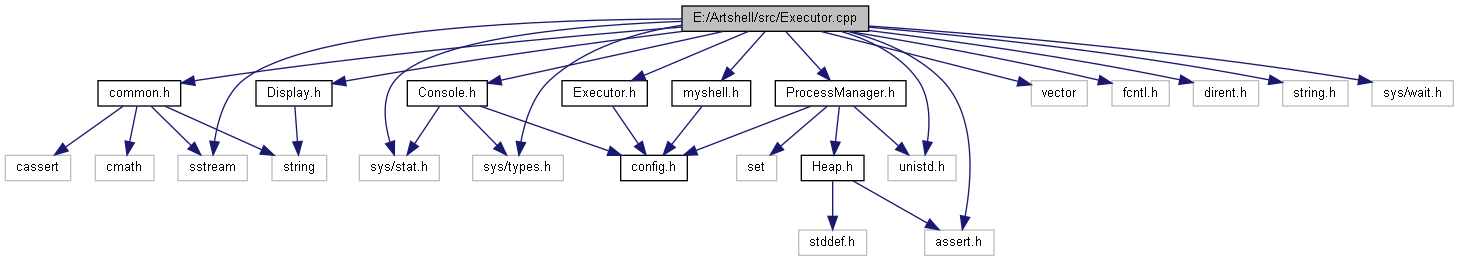 E:/Artshell/src/Executor.cpp
common.h
Display.h
Console.h
Executor.h
myshell.h
ProcessManager.h
vector
fcntl.h
dirent.h
string.h
sys/wait.h
cassert
cmath
sstream
string
sys/stat.h
sys/types.h
config.h
set
Heap.h
unistd.h
stddef.h
assert.h